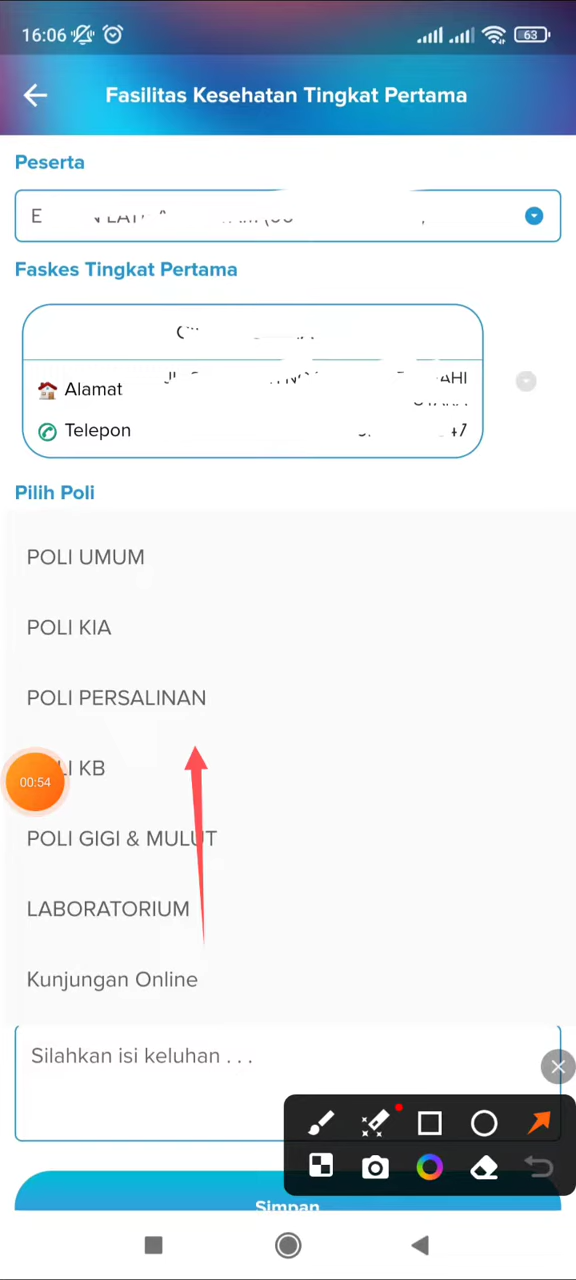 16:06
63
Fasilitas Kesehatan Tingkat Pertama
Peserta
E
Faskes Tingkat Pertama
Alamat
Telepon
Pilih Poli
POLI UMUM
POLI KIA
POLI PERSALINAN
00:54
KB
POLI GIGI & MULUT
LABORATORIUM
Kunjungan Online
Silahkan isi keluhan . . .
Simpan